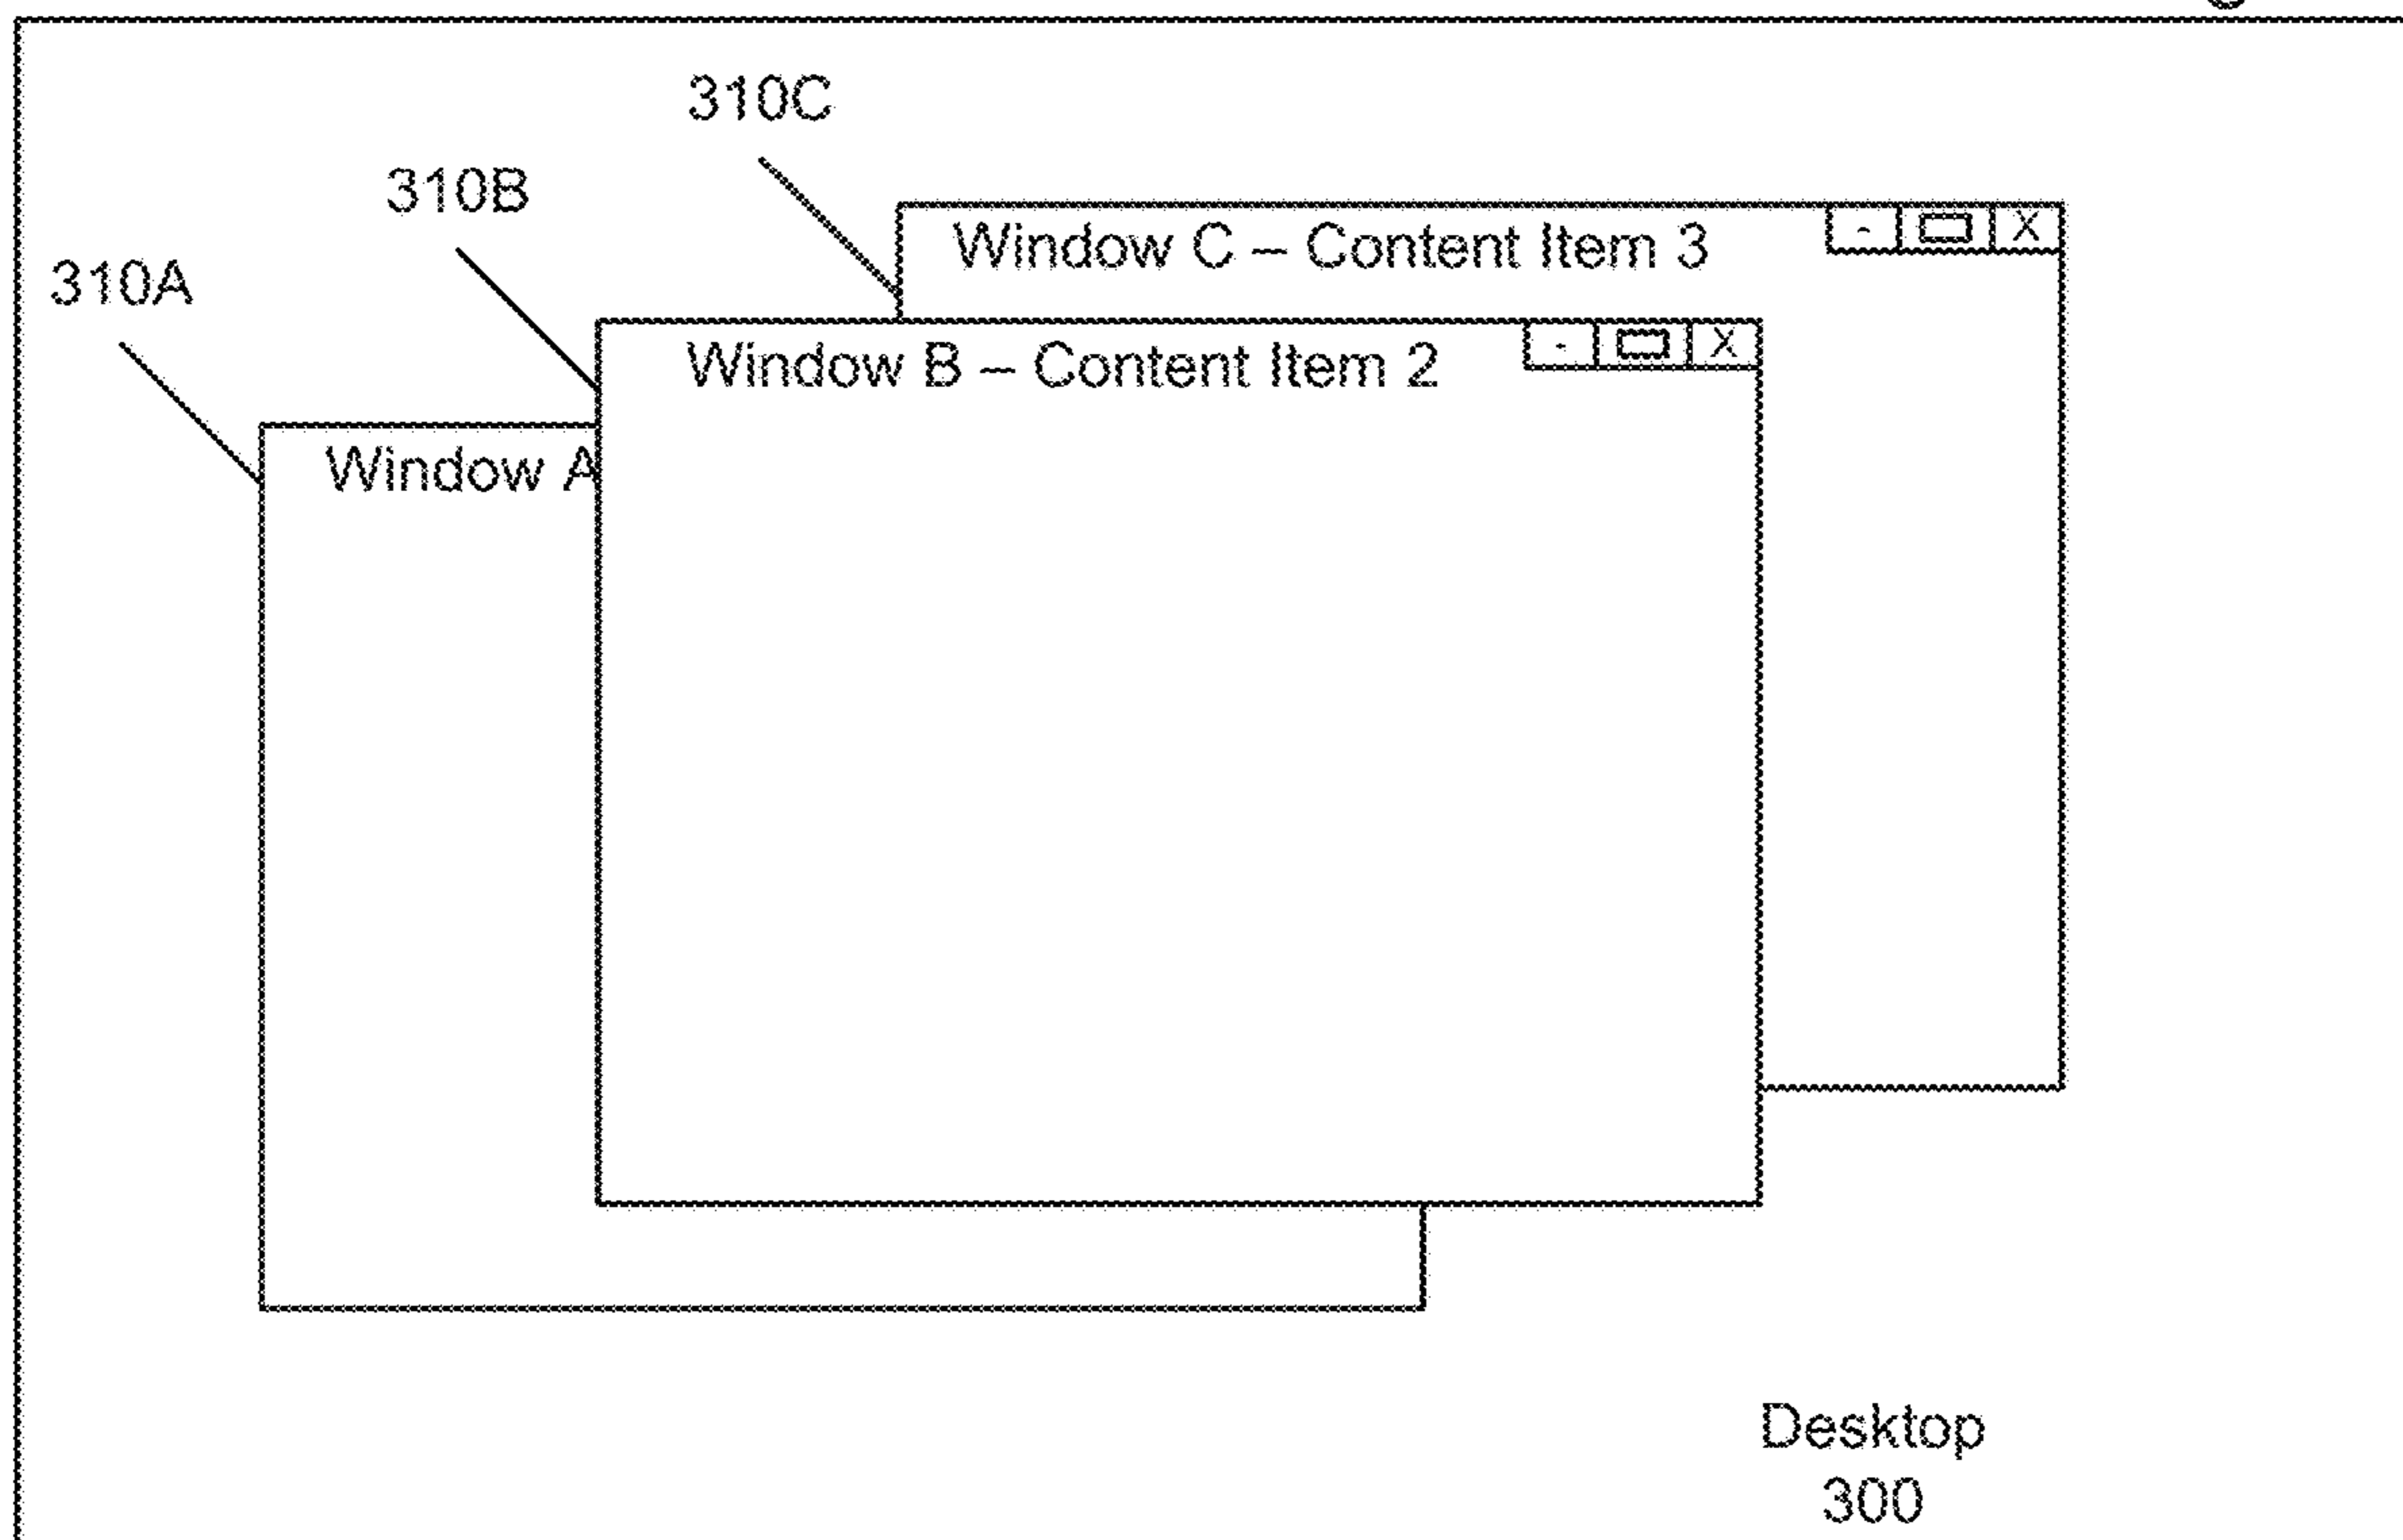 310C
310B
310A
Window C – Content Item 3
- X
Window B – Content Item 2
- X
Window A
Desktop
300